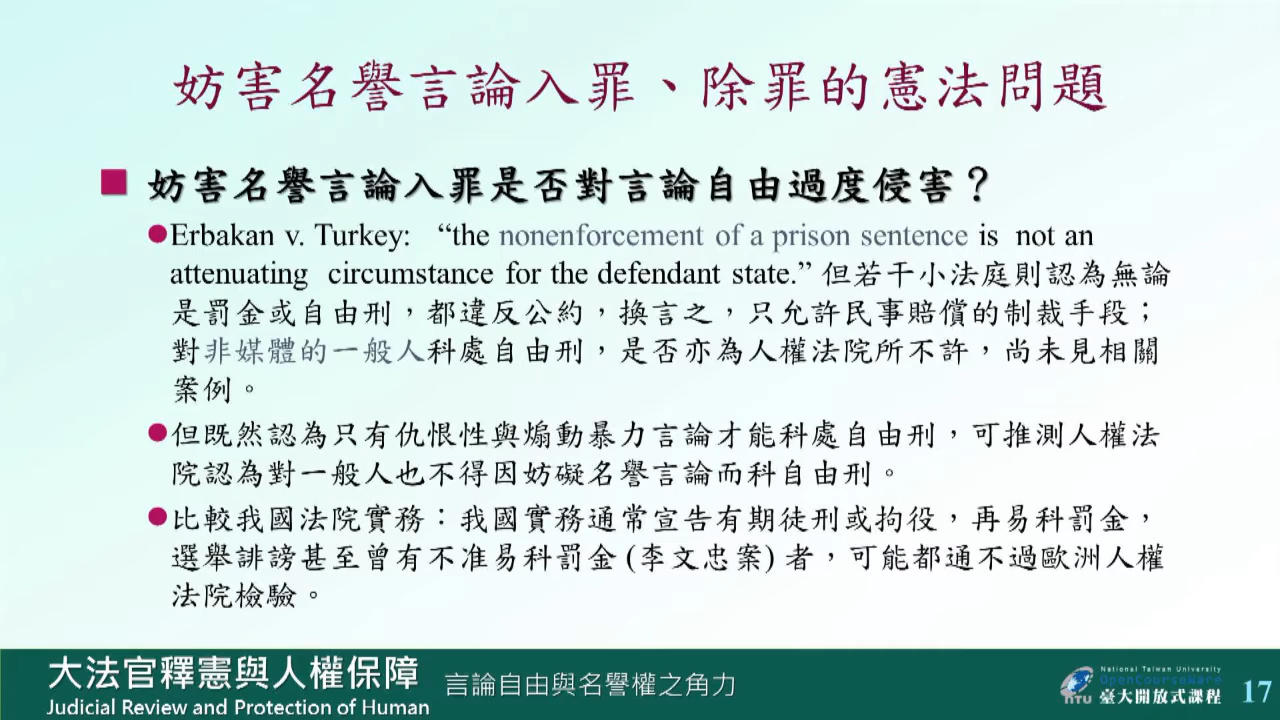 妨害名譽言論入罪、除罪的憲法問題
妨害名譽言論入罪是否對言論自由過度侵害？
Erbakan v. Turkey: “the nonenforcement of a prison sentence is not an
attenuating circumstance for the defendant state.” 但若干小法庭則認為無論
是罰金或自由刑，都違反公約，換言之，只允許民事賠償的制裁手段；
對非媒體的一般人科處自由刑，是否亦為人權法院所不許，尚未見相關
案例。
但既然認為只有仇恨性與煽動暴力言論才能科處自由刑，可推測人權法
院認為對一般人也不得因妨礙名譽言論而科自由刑。
比較我國法院實務：我國實務通常宣告有期徒刑或拘役，再易科罰金，
選舉誹謗甚至曾有不准易科罰金(李文忠案)者，可能都通不過歐洲人權
法院檢驗。
大法官釋憲與人權保障
Judicial Review and Protection of Human
言論自由與名譽權之角力
National Taiwan University
OpenCourseWare
NTU 臺大開放式課程
17